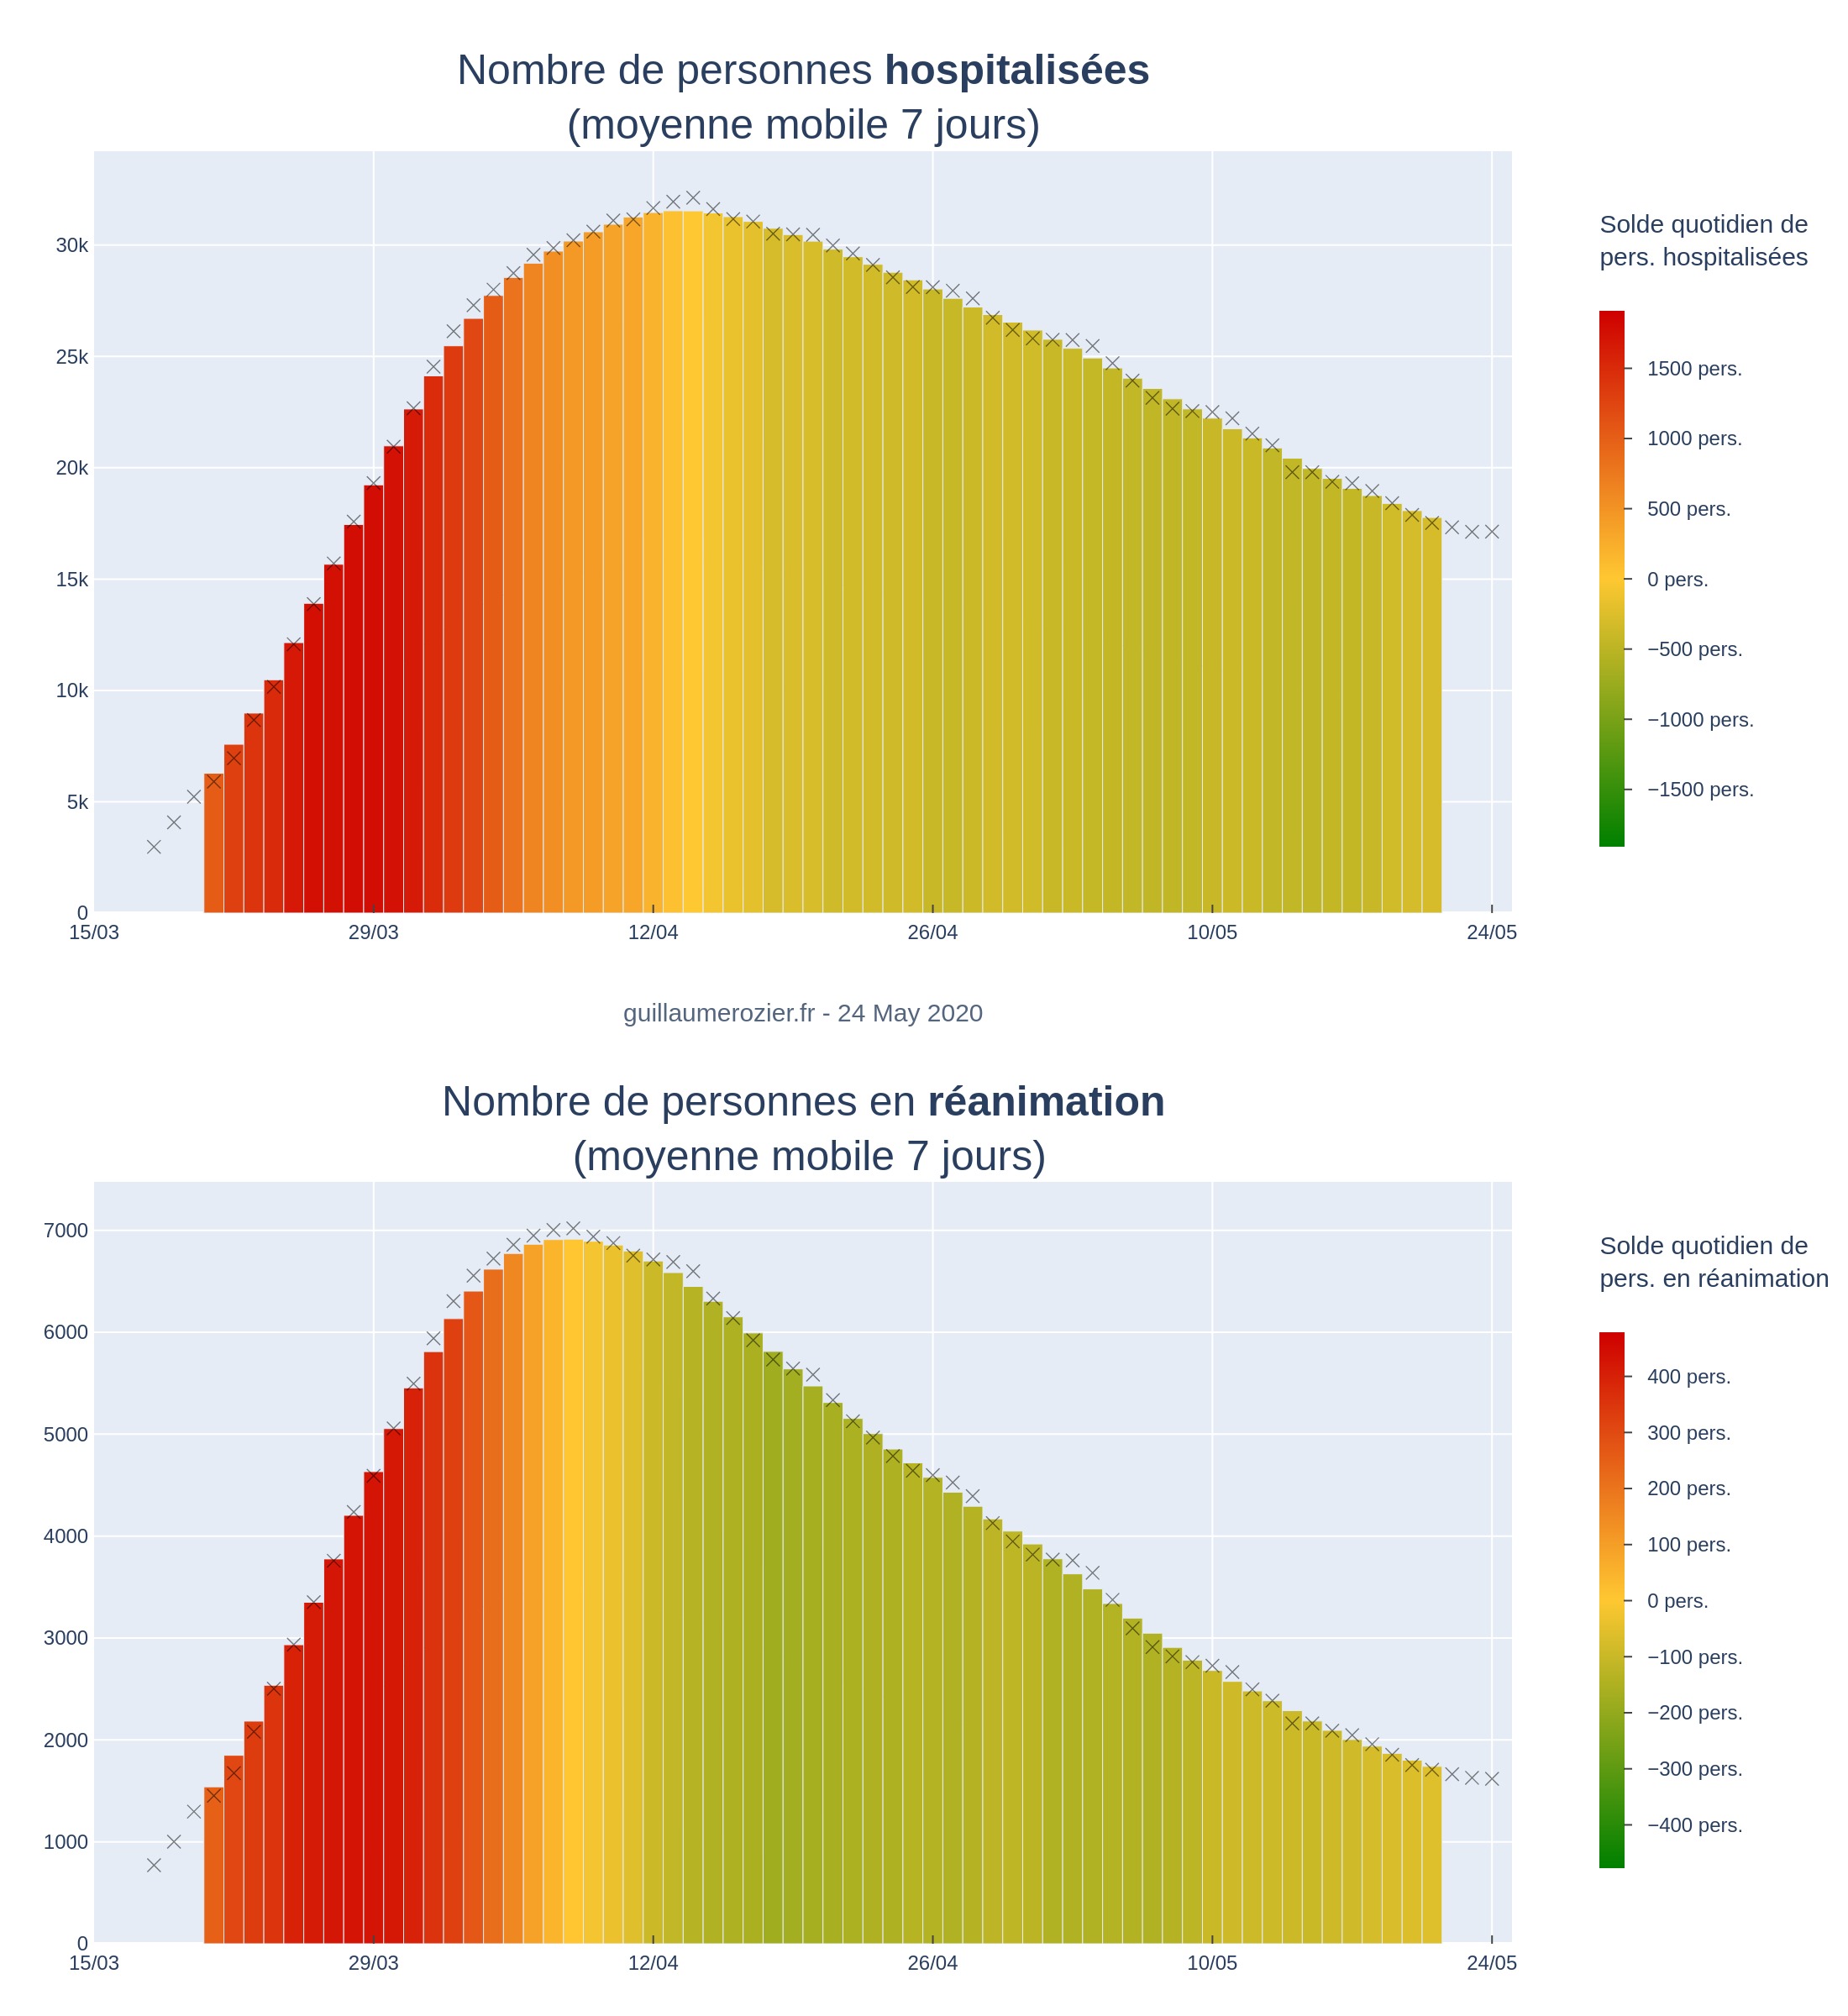 Nombre de personnes hospitalisées
(moyenne mobile 7 jours)
Solde quotidien de
pers. hospitalisées
30k
25k
20k
15k
10k
5k
0
1500 pers.
1000 pers.
500 pers.
0 pers.
−500 pers.
−1000 pers.
−1500 pers.
15/03
29/03
12/04
26/04
10/05
24/05
guillaumerozier.fr - 24 May 2020
Nombre de personnes en réanimation
(moyenne mobile 7 jours)
Solde quotidien de
pers. en réanimation
7000
6000
5000
4000
3000
2000
1000
0
400 pers.
300 pers.
200 pers.
100 pers.
0 pers.
−100 pers.
−200 pers.
−300 pers.
−400 pers.
15/03
29/03
12/04
26/04
10/05
24/05